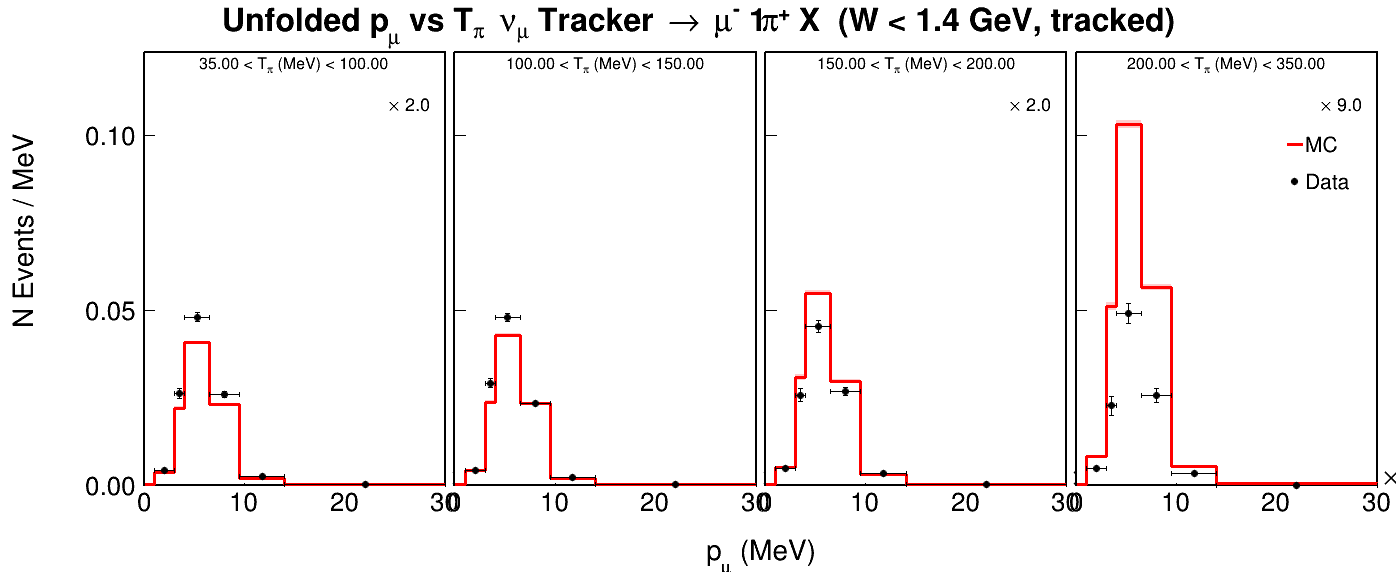 Unfolded pμ vs Tπ νμ Tracker → μ- 1π+ X (W < 1.4 GeV, tracked)
35.00 < Tπ (MeV) < 100.00
100.00 < Tπ (MeV) < 150.00
150.00 < Tπ (MeV) < 200.00
200.00 < Tπ (MeV) < 350.00
× 2.0
× 2.0
× 9.0
MC
Data
N Events / MeV
0.10
0.05
0.00
0 10 20 30
0 10 20 30
0 10 20 30
0 10 20 30
×
pμ (MeV)